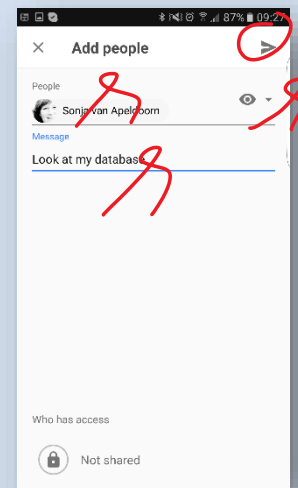 87% 09:27
Add people
People
Sonja van Apeldoorn
Message
Look at my database
Who has access
Not shared